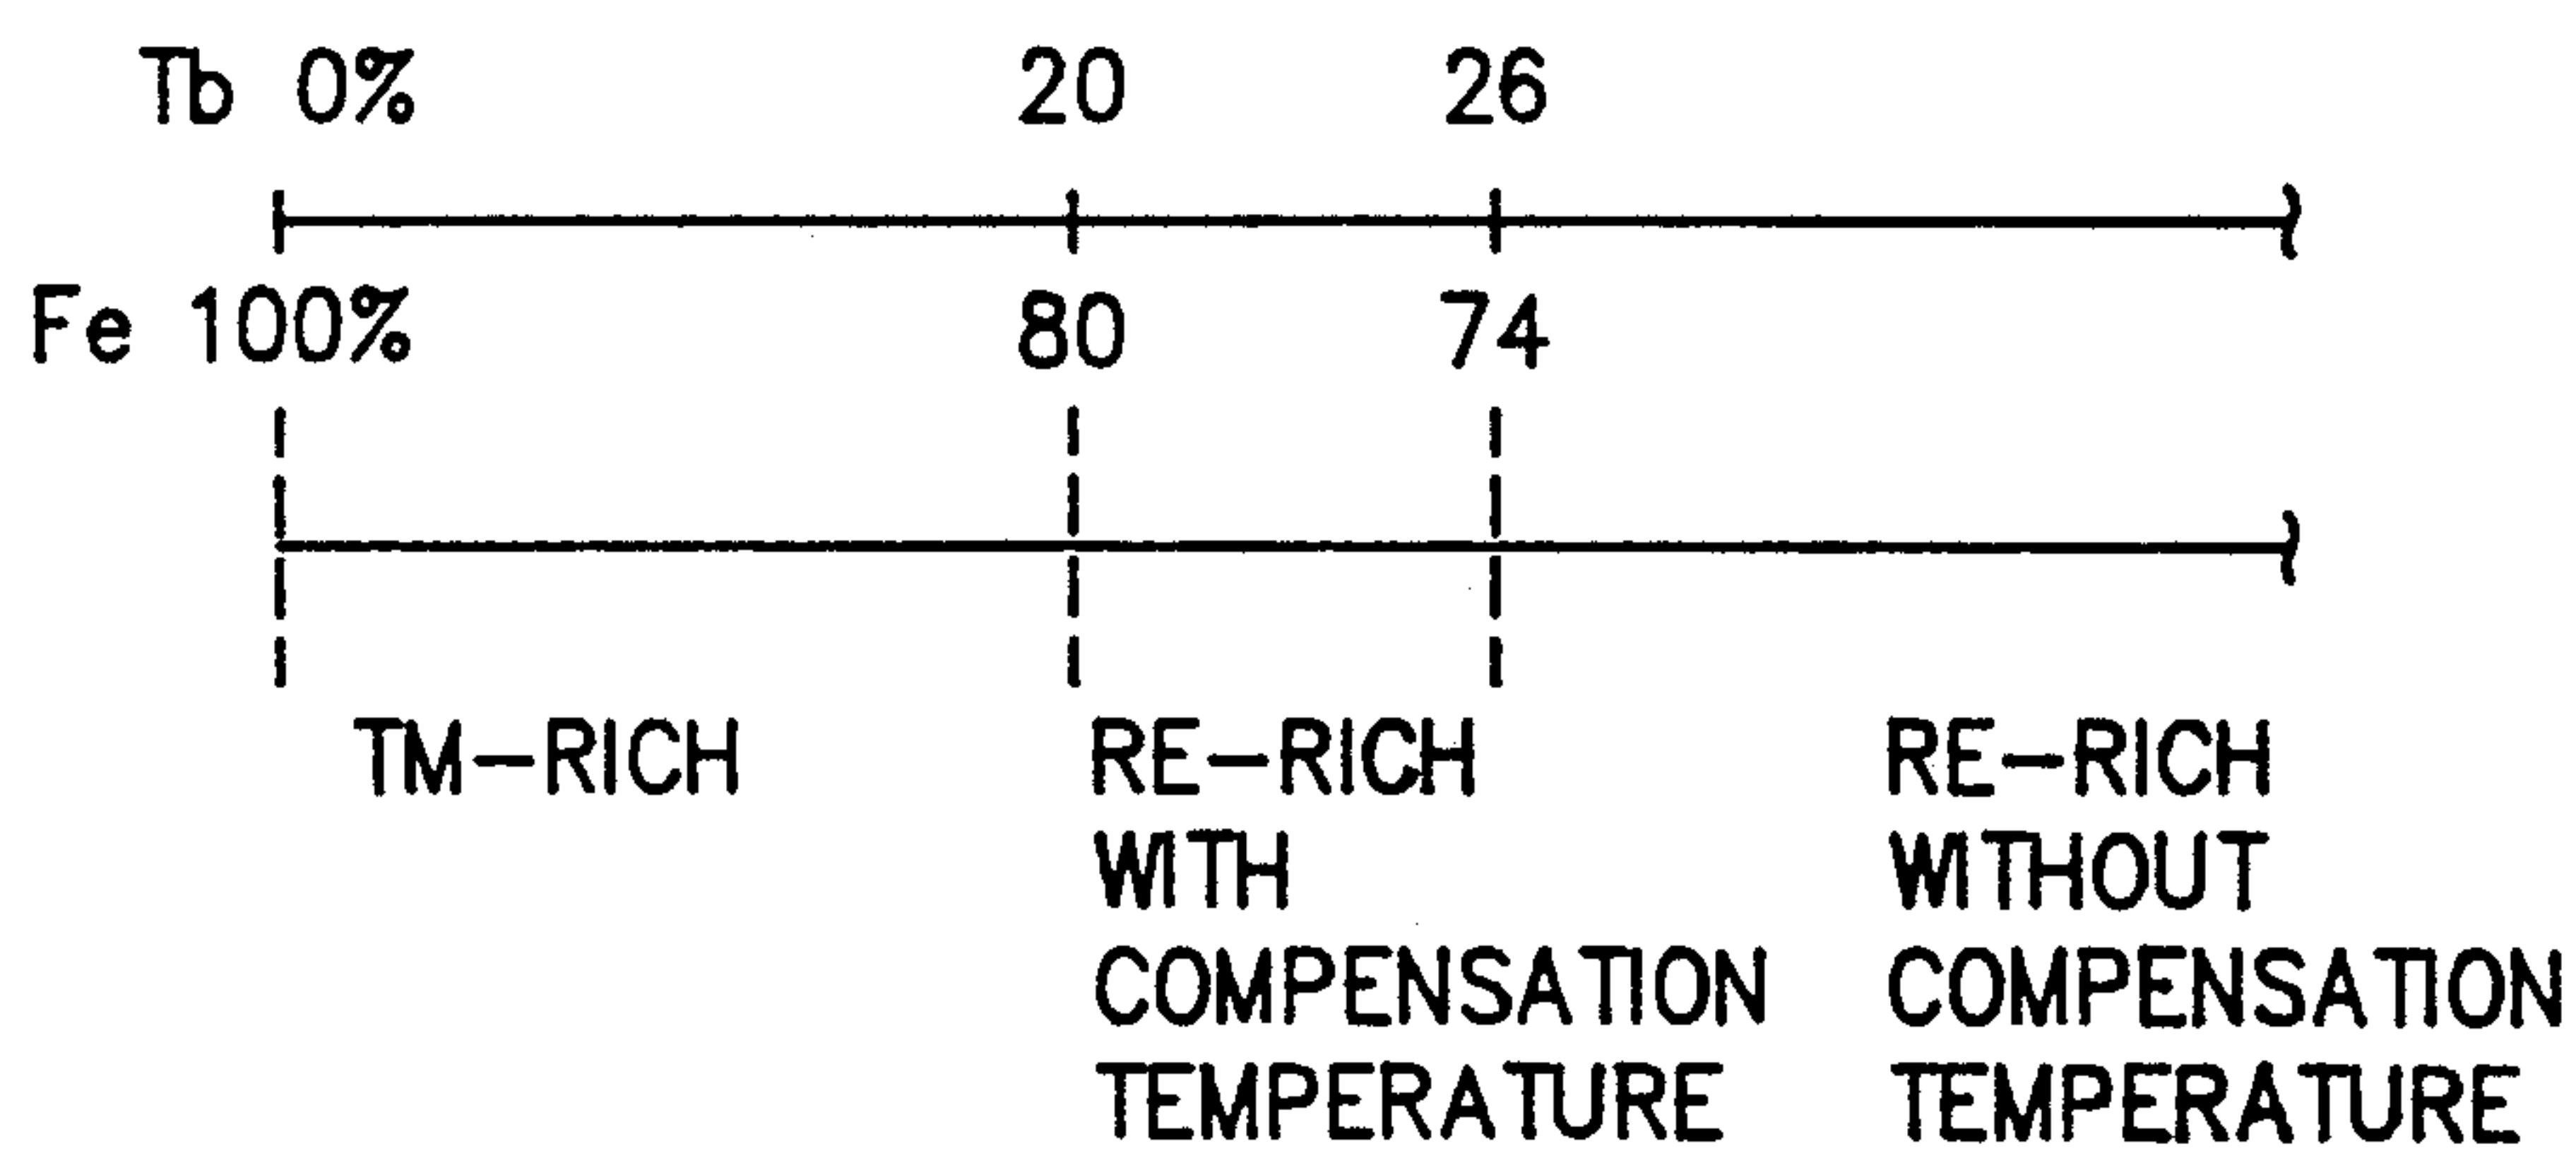 Tb 0% 20 26
Fe 100% 80 74
TM-RICH RE-RICH RE-RICH
WITH WITHOUT
COMPENSATION COMPENSATION
TEMPERATURE TEMPERATURE